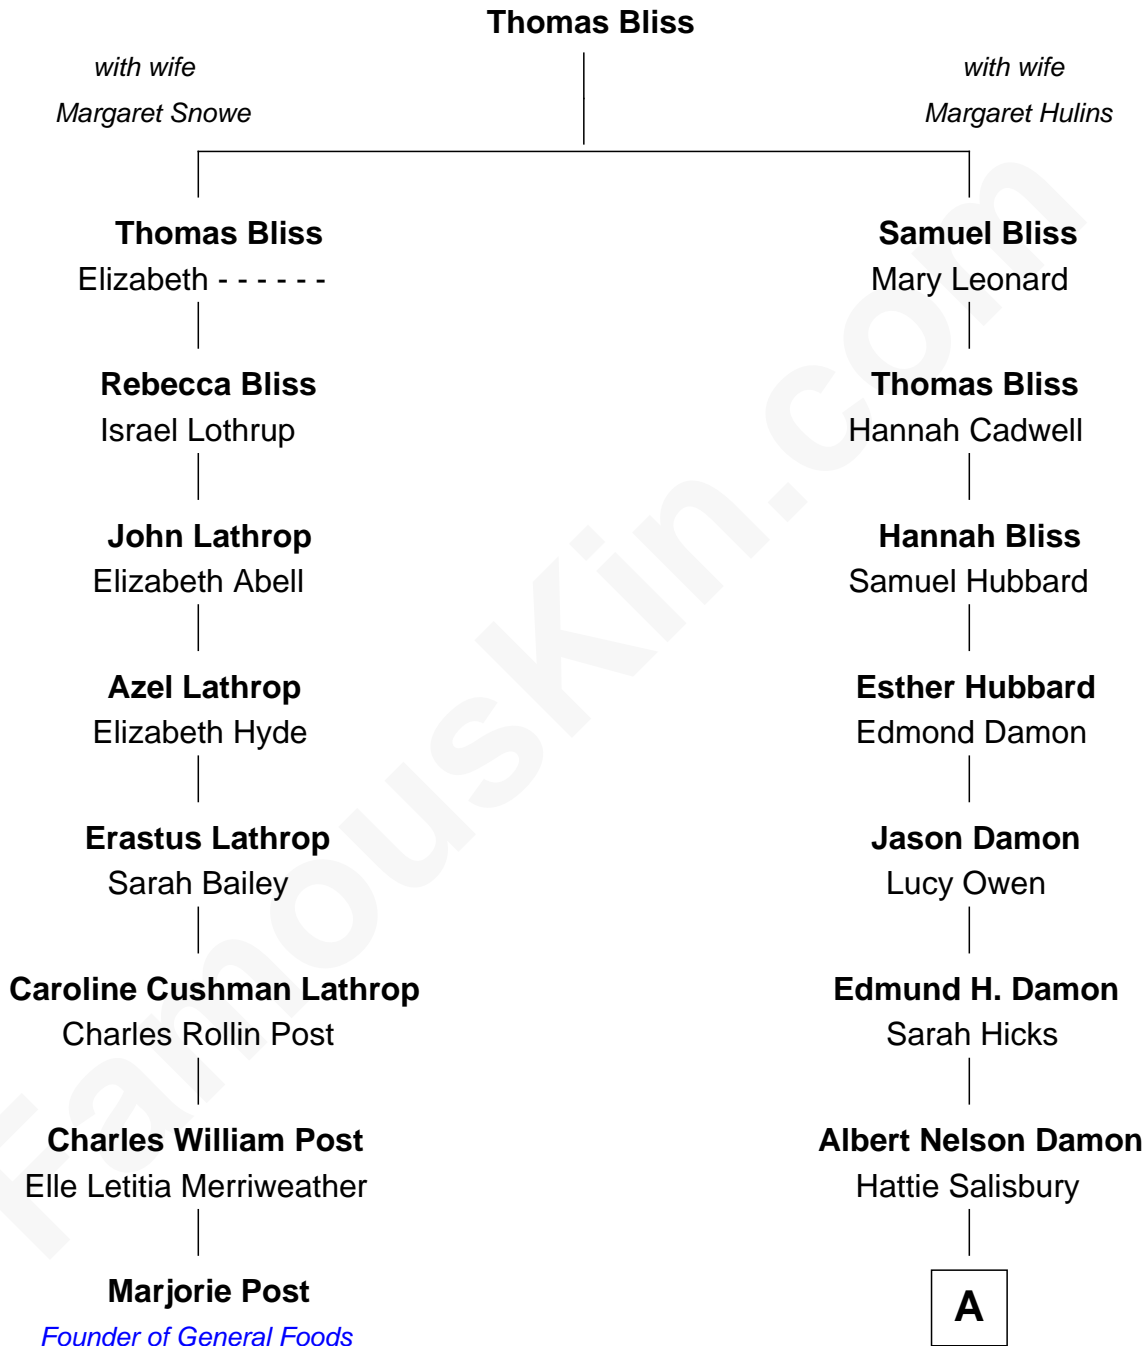 Thomas Bliss
with wife
Margaret Snowe
with wife
Margaret Hulins
Thomas Bliss
Elizabeth - - - - - -
Samuel Bliss
Mary Leonard
Rebecca Bliss
Israel Lothrup
Thomas Bliss
Hannah Cadwell
John Lathrop
Elizabeth Abell
Hannah Bliss
Samuel Hubbard
Azel Lathrop
Elizabeth Hyde
Esther Hubbard
Edmond Damon
Erastus Lathrop
Sarah Bailey
Jason Damon
Lucy Owen
Caroline Cushman Lathrop
Charles Rollin Post
Edmund H. Damon
Sarah Hicks
Charles William Post
Elle Letitia Merriweather
Albert Nelson Damon
Hattie Salisbury
Marjorie Post
Founder of General Foods
A
FamousKin.com